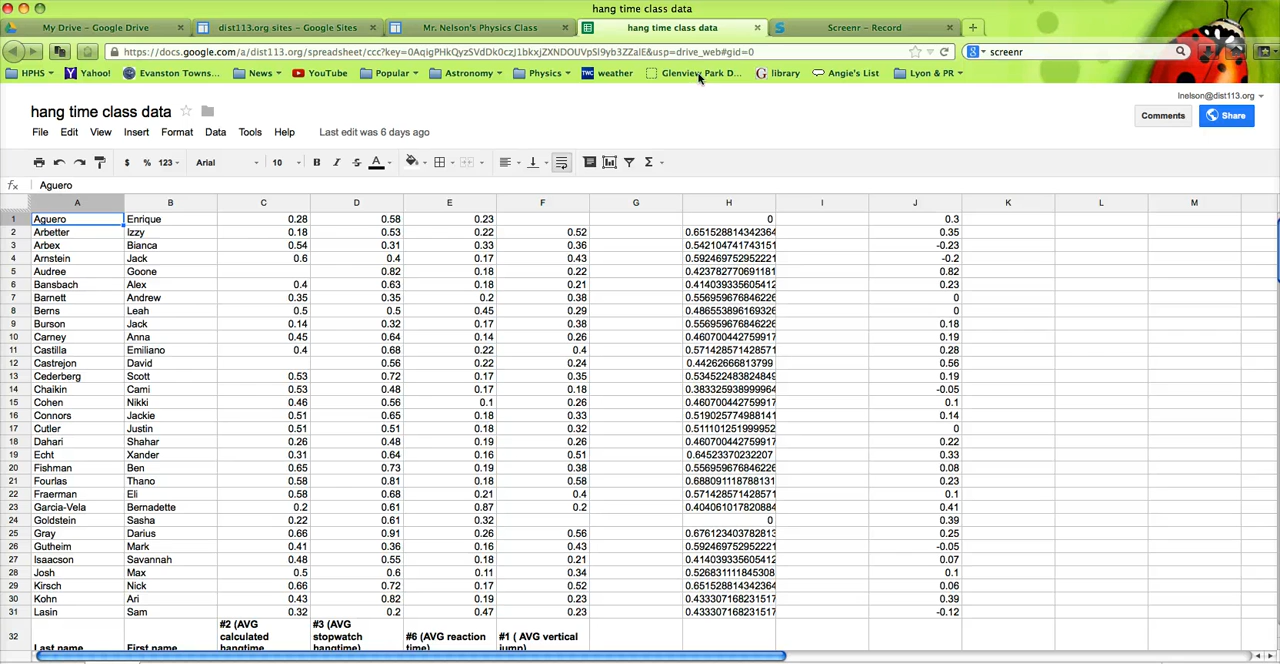 hang time class data
My Drive – Google Drive
dist113.org sites – Google Sites
Mr. Nelson's Physics Class
hang time class data
Screenr – Record
https://docs.google.com/a/dist113.org/spreadsheet/ccc?key=0AqigPHkQyzSVdDk0czJ1bkxjZXNDOUVpSl9yb3ZZalE&usp=drive_web#gid=0
screenr
HPHS
Yahoo!
Evanston Towns...
News
YouTube
Popular
Astronomy
Physics
weather
Glenview Park D...
library
Angie's List
Lyon & PR
lnelson@dist113.org
hang time class data
Comments
Share
File Edit View Insert Format Data Tools Help Last edit was 6 days ago
$ % 123 Arial 10 B I S A Σ
fx Aguero
A B C D E F G H I J K L M
1 Aguero Enrique 0.28 0.58 0.23 0 0.3
2 Arbetter Izzy 0.18 0.53 0.22 0.52 0.651528814342364 0.35
3 Arbex Bianca 0.54 0.31 0.33 0.36 0.542104741743151 -0.23
4 Arnstein Jack 0.6 0.4 0.17 0.43 0.592469752952221 -0.2
5 Audree Goone 0.82 0.18 0.22 0.423782770691181 0.82
6 Bansbach Alex 0.4 0.63 0.18 0.21 0.414039335605412 0.23
7 Barnett Andrew 0.35 0.35 0.2 0.38 0.556959676846226 0
8 Berns Leah 0.5 0.5 0.45 0.29 0.486553896169326 0
9 Burson Jack 0.14 0.32 0.17 0.38 0.556959676846226 0.18
10 Carney Anna 0.45 0.64 0.14 0.26 0.460700442759917 0.19
11 Castilla Emiliano 0.4 0.68 0.22 0.4 0.571428571428571 0.28
12 Castrejon David 0.56 0.22 0.24 0.44262666813799 0.56
13 Cederberg Scott 0.53 0.72 0.17 0.35 0.534522483824849 0.19
14 Chaikin Cami 0.53 0.48 0.17 0.18 0.383325938999964 -0.05
15 Cohen Nikki 0.46 0.56 0.1 0.26 0.460700442759917 0.1
16 Connors Jackie 0.51 0.65 0.18 0.33 0.519025774988141 0.14
17 Cutler Justin 0.51 0.51 0.18 0.32 0.511101251999952 0
18 Dahari Shahar 0.26 0.48 0.19 0.26 0.460700442759917 0.22
19 Echt Xander 0.31 0.64 0.16 0.51 0.64523370232207 0.33
20 Fishman Ben 0.65 0.73 0.19 0.38 0.556959676846226 0.08
21 Fourlas Thano 0.58 0.81 0.18 0.58 0.688091118788131 0.23
22 Fraerman Eli 0.58 0.68 0.21 0.4 0.571428571428571 0.1
23 Garcia-Vela Bernadette 0.2 0.61 0.87 0.2 0.404061017820884 0.41
24 Goldstein Sasha 0.22 0.61 0.32 0 0.39
25 Gray Darius 0.66 0.91 0.26 0.56 0.676123403782813 0.25
26 Gutheim Mark 0.41 0.36 0.16 0.43 0.592469752952221 -0.05
27 Isaacson Savannah 0.48 0.55 0.18 0.21 0.414039335605412 0.07
28 Josh Max 0.5 0.6 0.11 0.34 0.526831111845308 0.1
29 Kirsch Nick 0.66 0.72 0.17 0.52 0.651528814342364 0.06
30 Kohn Ari 0.43 0.82 0.19 0.23 0.433307168231517 0.39
31 Lasin Sam 0.32 0.2 0.47 0.23 0.433307168231517 -0.12
32 Last name First name #2 (AVG calculated hangtime #3 (AVG stopwatch hangtime) #6 (AVG reaction time) #1 ( AVG vertical jump)